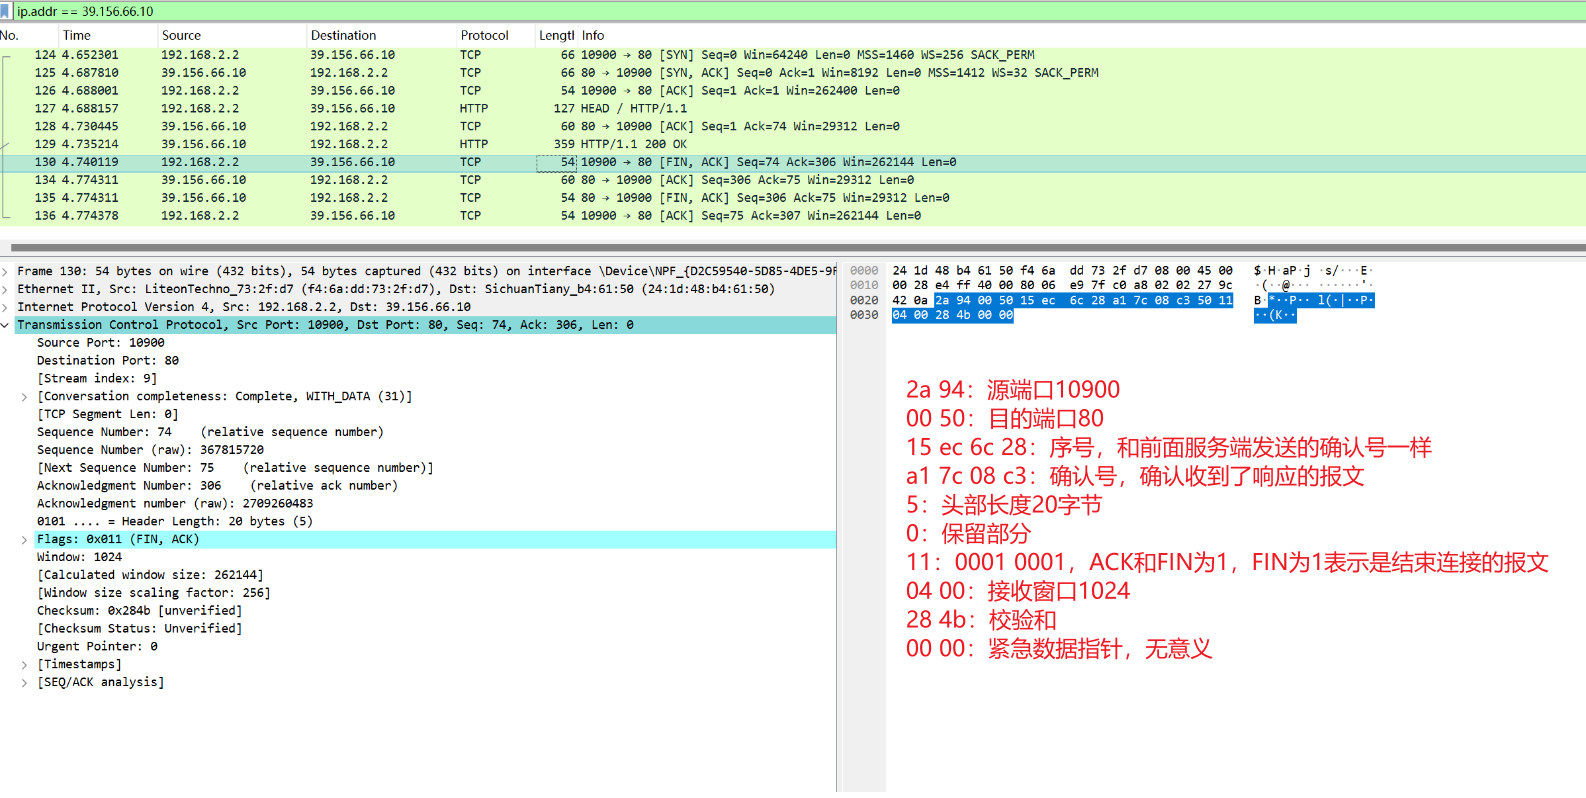 ip.addr == 39.156.66.10
No. Time Source Destination Protocol Lengtl Info
124 4.652301 192.168.2.2 39.156.66.10 TCP 66 10900 → 80 [SYN] Seq=0 Win=64240 Len=0 MSS=1460 WS=256 SACK_PERM
125 4.687810 39.156.66.10 192.168.2.2 TCP 66 80 → 10900 [SYN, ACK] Seq=0 Ack=1 Win=8192 Len=0 MSS=1412 WS=32 SACK_PERM
126 4.688001 192.168.2.2 39.156.66.10 TCP 54 10900 → 80 [ACK] Seq=1 Ack=1 Win=262400 Len=0
127 4.688157 192.168.2.2 39.156.66.10 HTTP 127 HEAD / HTTP/1.1
128 4.730445 39.156.66.10 192.168.2.2 TCP 60 80 → 10900 [ACK] Seq=1 Ack=74 Win=29312 Len=0
129 4.735214 39.156.66.10 192.168.2.2 HTTP 359 HTTP/1.1 200 OK
130 4.740119 192.168.2.2 39.156.66.10 TCP 54 10900 → 80 [FIN, ACK] Seq=74 Ack=306 Win=262144 Len=0
134 4.774311 39.156.66.10 192.168.2.2 TCP 60 80 → 10900 [ACK] Seq=306 Ack=75 Win=29312 Len=0
135 4.774311 39.156.66.10 192.168.2.2 TCP 54 80 → 10900 [FIN, ACK] Seq=306 Ack=75 Win=29312 Len=0
136 4.774378 192.168.2.2 39.156.66.10 TCP 54 10900 → 80 [ACK] Seq=75 Ack=307 Win=262144 Len=0
Frame 130: 54 bytes on wire (432 bits), 54 bytes captured (432 bits) on interface \Device\NPF_{D2C59540-5D85-4DE5-9F
Ethernet II, Src: LiteonTechno_73:2f:d7 (f4:6a:dd:73:2f:d7), Dst: SichuanTiany_b4:61:50 (24:1d:48:b4:61:50)
Internet Protocol Version 4, Src: 192.168.2.2, Dst: 39.156.66.10
Transmission Control Protocol, Src Port: 10900, Dst Port: 80, Seq: 74, Ack: 306, Len: 0
Source Port: 10900
Destination Port: 80
[Stream index: 9]
[Conversation completeness: Complete, WITH_DATA (31)]
[TCP Segment Len: 0]
Sequence Number: 74 (relative sequence number)
Sequence Number (raw): 367815720
[Next Sequence Number: 75 (relative sequence number)]
Acknowledgment Number: 306 (relative ack number)
Acknowledgment number (raw): 2709260483
0101 .... = Header Length: 20 bytes (5)
Flags: 0x011 (FIN, ACK)
Window: 1024
[Calculated window size: 262144]
[Window size scaling factor: 256]
Checksum: 0x284b [unverified]
[Checksum Status: Unverified]
Urgent Pointer: 0
[Timestamps]
[SEQ/ACK analysis]
0000 24 1d 48 b4 61 50 f4 6a dd 73 2f d7 08 00 45 00 $·H·aP·j ·s/···E·
0010 00 28 e4 ff 40 00 80 06 e9 7f c0 a8 02 02 27 9c ·(··@··· ······'·
0020 42 0a 2a 94 00 50 15 ec 6c 28 a1 7c 08 c3 50 11 B·*··P·· l(·|··P·
0030 04 00 28 4b 00 00 ··(K··
2a 94：源端口10900
00 50：目的端口80
15 ec 6c 28：序号，和前面服务端发送的确认号一样
a1 7c 08 c3：确认号，确认收到了响应的报文
5：头部长度20字节
0：保留部分
11：0001 0001，ACK和FIN为1，FIN为1表示是结束连接的报文
04 00：接收窗口1024
28 4b：校验和
00 00：紧急数据指针，无意义